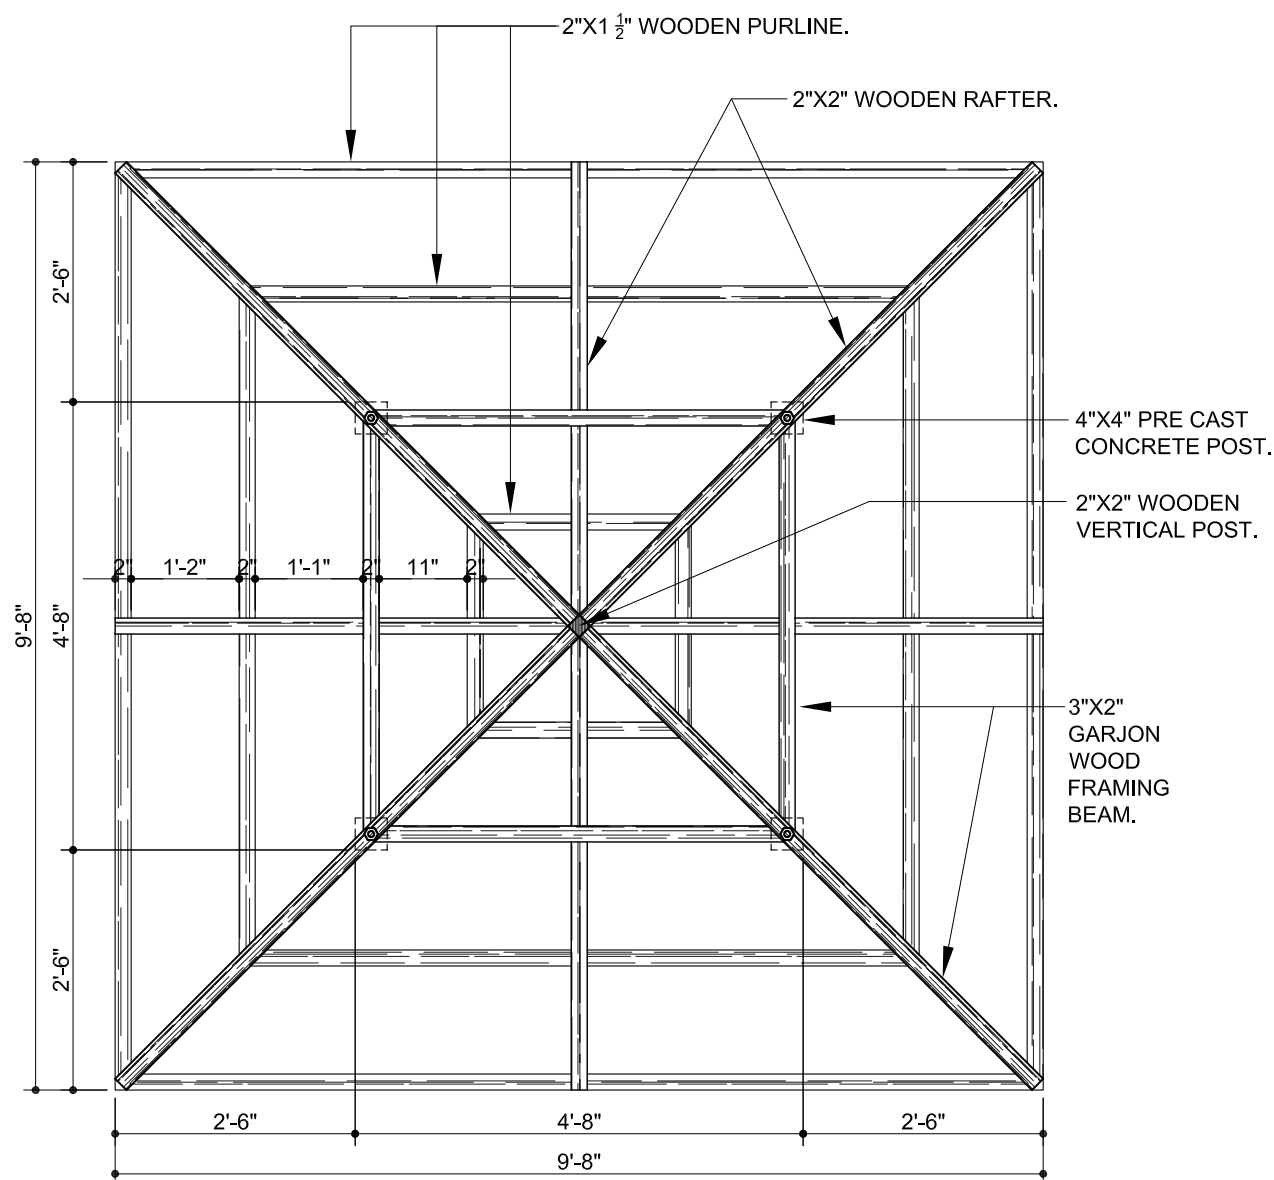 2"X1 1/2" WOODEN PURLINE.
2"X2" WOODEN RAFTER.
4"X4" PRE CAST
CONCRETE POST.
2"X2" WOODEN
VERTICAL POST.
3"X2"
GARJON
WOOD
FRAMING
BEAM.
2'-6"
9'-8"
4'-8"
2'-6"
2" 1'-2" 2" 1'-1" 2" 11" 2"
2'-6" 4'-8" 2'-6"
9'-8"